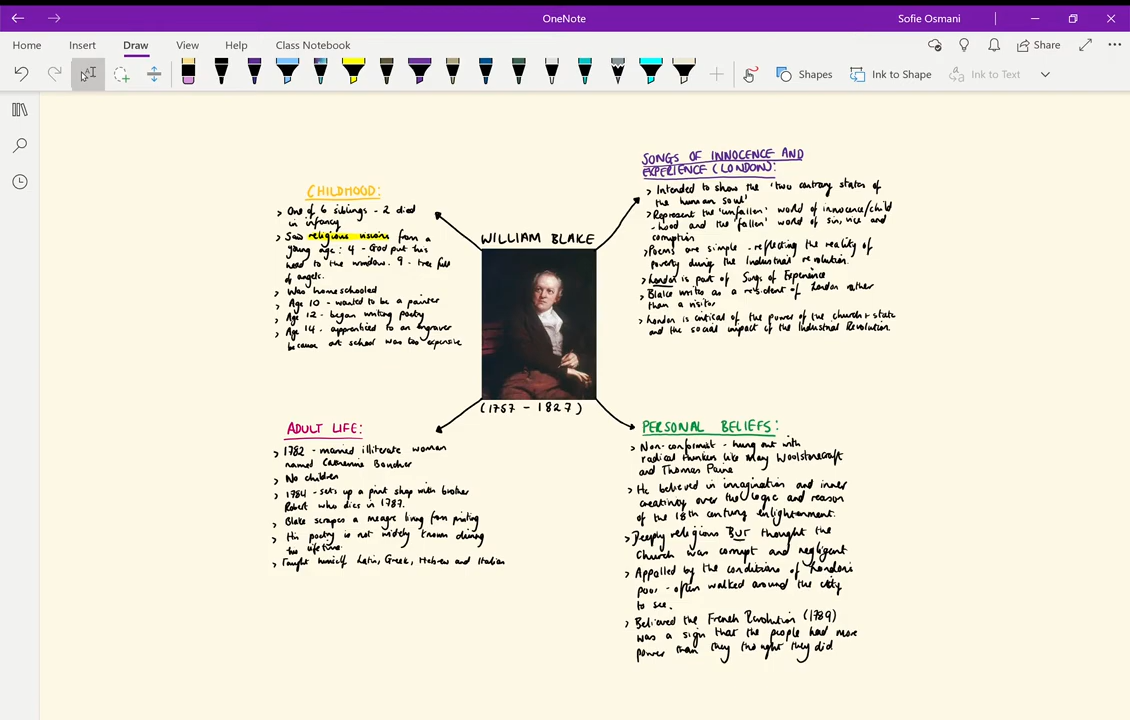 OneNote
Sofie Osmani
Home
Insert
Draw
View
Help
Class Notebook
Share
Shapes
Ink to Shape
Ink to Text
CHILDHOOD:
> One of 6 siblings - 2 died
in infancy
> Saw religious visions from a
young age: 4 - God put his
head to the window. 9 - tree full
of angels.
> Was homeschooled
> Age 10 - wanted to be a painter
> Age 12 - began writing poetry
> Age 14 - apprenticed to an engraver
because art school was too expensive
WILLIAM BLAKE
(1757 - 1827)
SONGS OF INNOCENCE AND
EXPERIENCE (LONDON):
> Intended to show the 'two contrary states of
the human soul'
> Represent the 'unfallen' world of innocence/child
-hood and the 'fallen' world of sin, vice and
corruption
> Poems are simple - reflecting the reality of
poverty during the Industrial revolution.
> London is part of Songs of Experience
> Blake writes as a resident of London rather
than a visitor
> London is critical of the power of the church + state
and the social impact of the Industrial Revolution.
ADULT LIFE:
> 1782 - married illiterate woman
named Catherine Boucher
> No children
> 1784 - sets up a print shop with brother
Robert who dies in 1787.
> Blake scrapes a meagre living from printing
> His poetry is not widely known during
his lifetime.
> Taught himself Latin, Greek, Hebrew and Italian
PERSONAL BELIEFS:
> Non-conformist - hung out with
radical thinkers like Mary Woolstonecraft
and Thomas Paine
> He believed in imagination and inner
creativity over the logic and reason
of the 18th century enlightenment.
> Deeply religious BUT thought the
Church was corrupt and negligent
> Appalled by the conditions of London's
poor - often walked around the city
to see.
> Believed the French Revolution (1789)
was a sign that the people had more
power than they thought they did